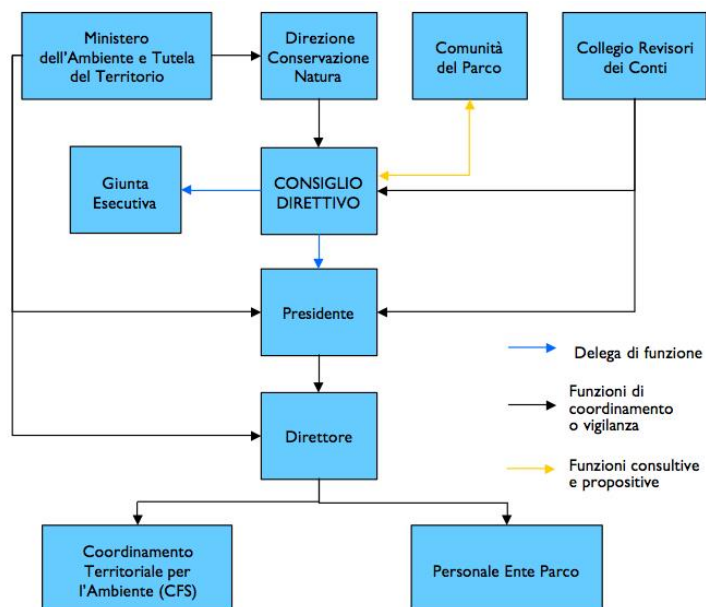 Ministero
dell'Ambiente e Tutela
del Territorio
Direzione
Conservazione
Natura
Comunità
del Parco
Collegio Revisori
dei Conti
Giunta
Esecutiva
CONSIGLIO
DIRETTIVO
Presidente
Delega di funzione
Funzioni di
coordinamento
o vigilanza
Direttore
Funzioni consultive
e propositive
Coordinamento
Territoriale per
l'Ambiente (CFS)
Personale Ente Parco